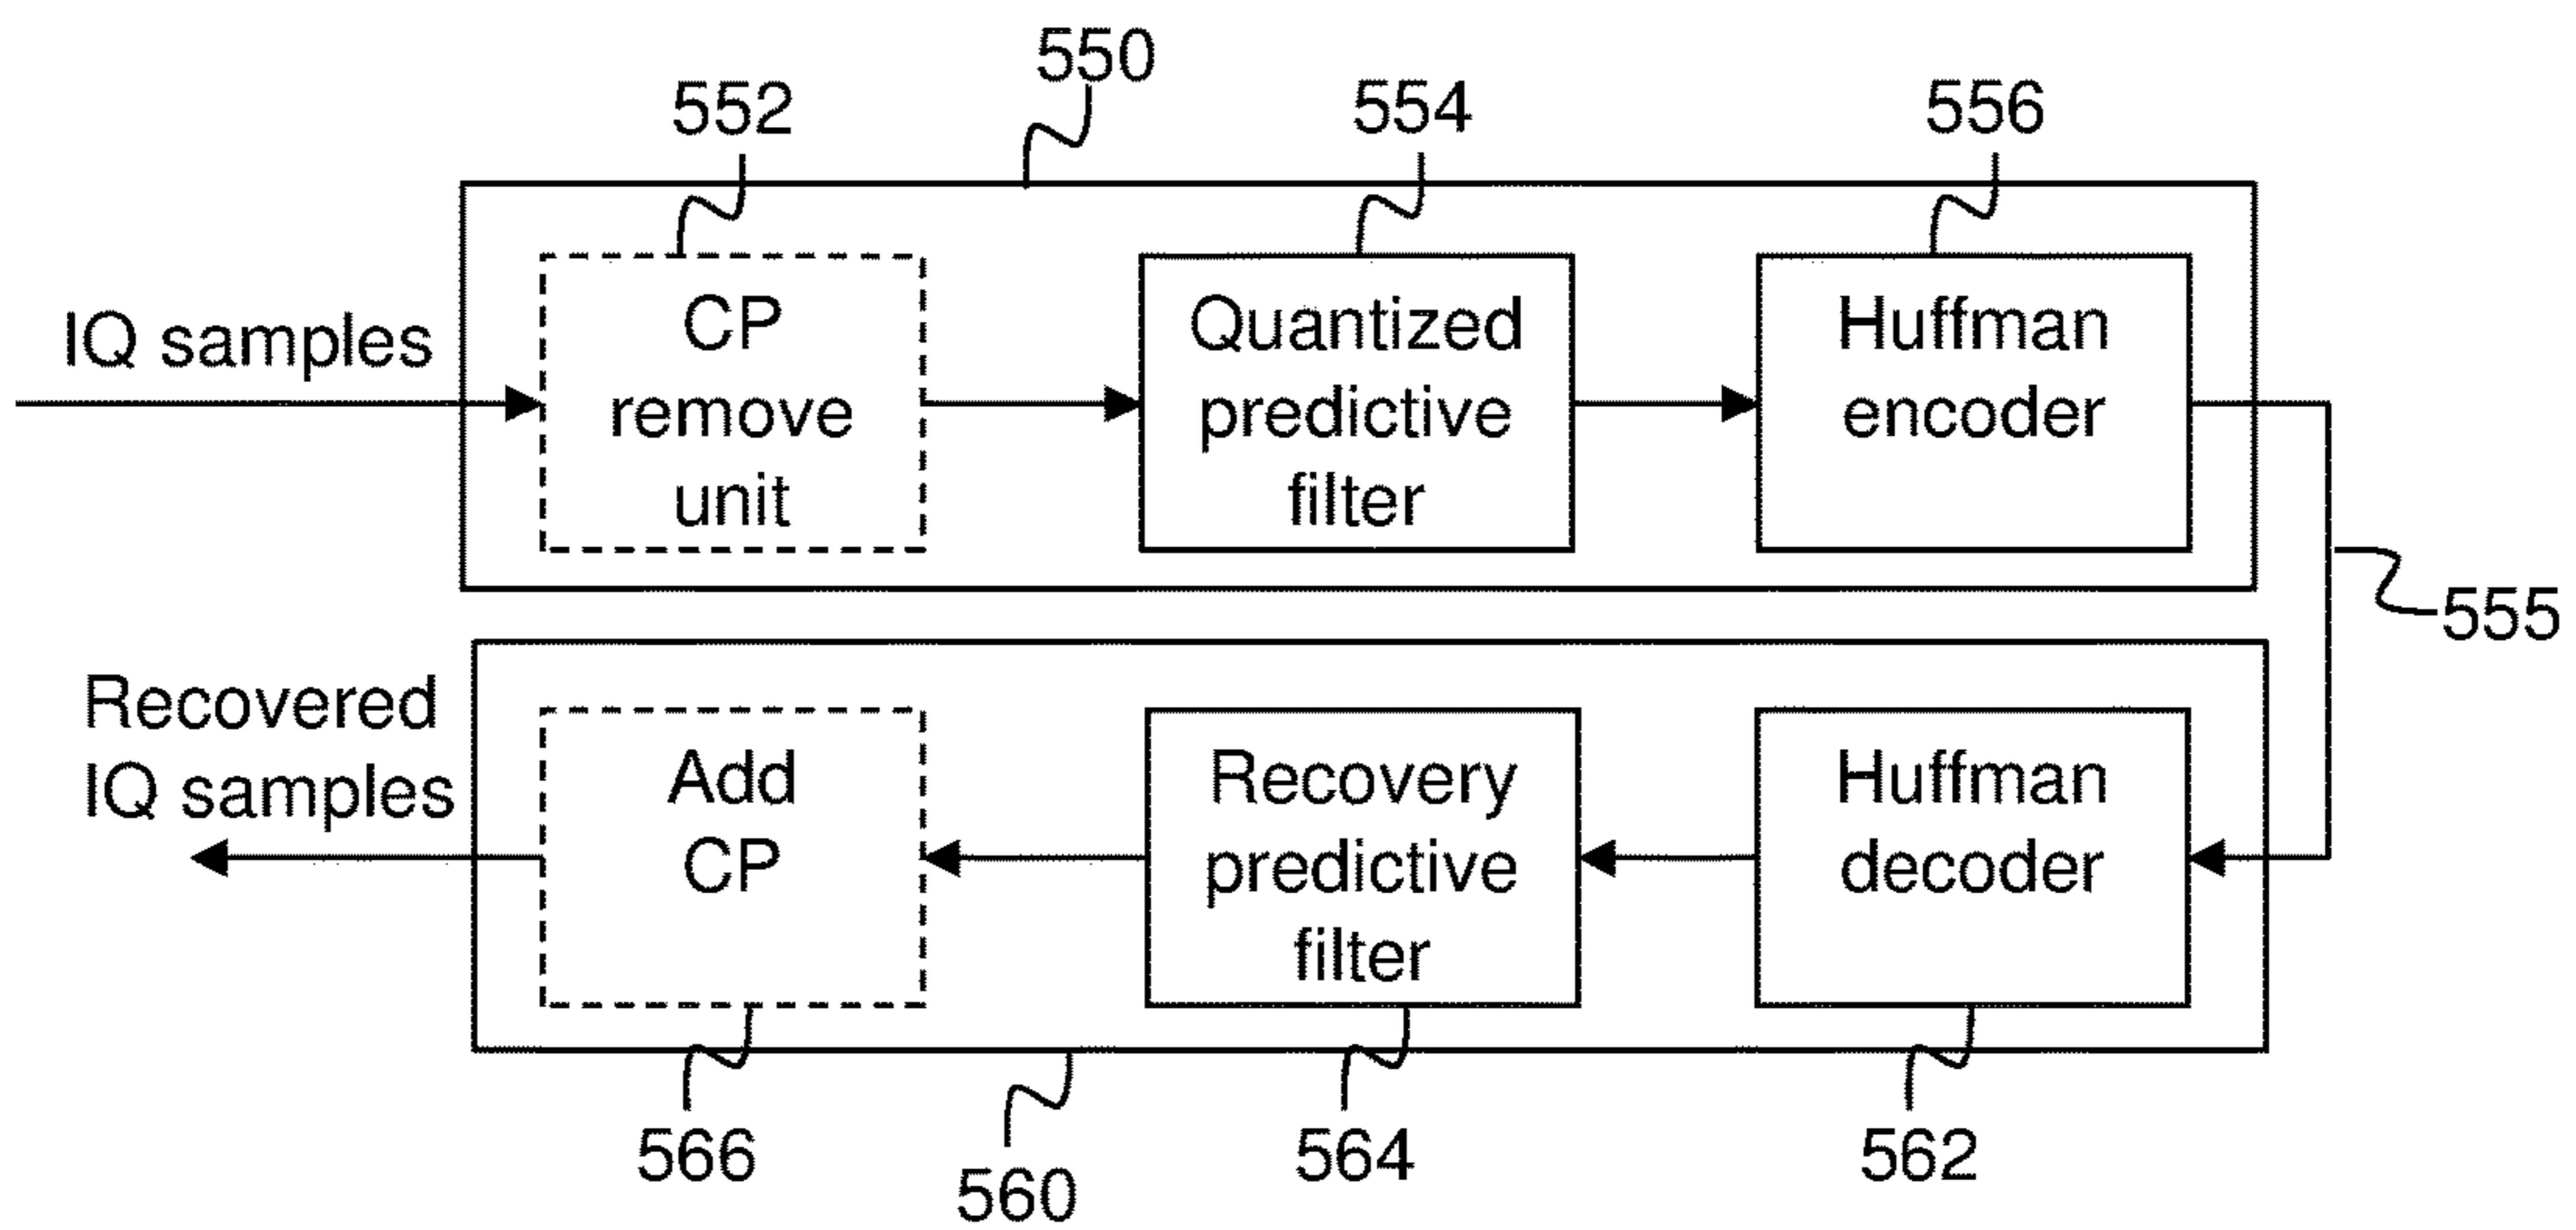 550
552
554
556
IQ samples
CP
remove
unit
Quantized
predictive
filter
Huffman
encoder
555
Recovered
IQ samples
Add
CP
Recovery
predictive
filter
Huffman
decoder
566
560
564
562